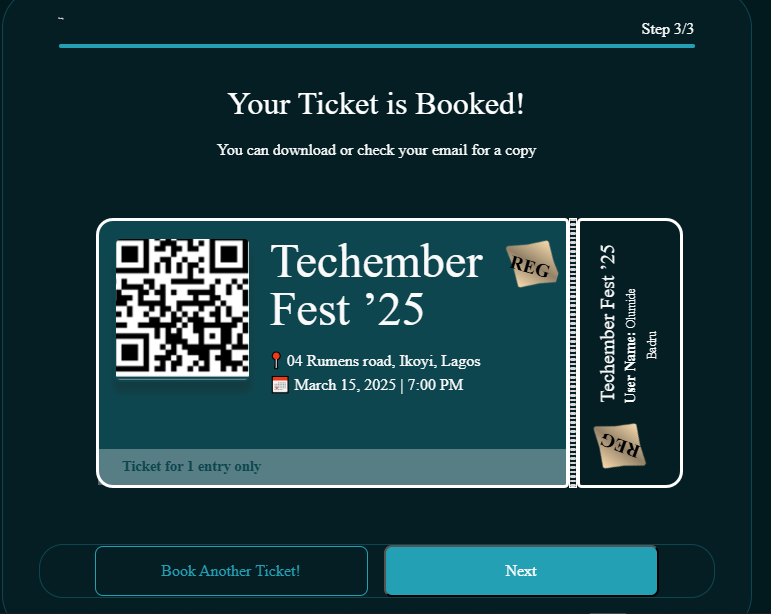 Step 3/3
Your Ticket is Booked!
You can download or check your email for a copy
Techember
Fest ’25
REG
04 Rumens road, Ikoyi, Lagos
March 15, 2025 | 7:00 PM
Ticket for 1 entry only
Techember Fest ’25
User Name: Olumide
Badru
REG
Book Another Ticket!
Next